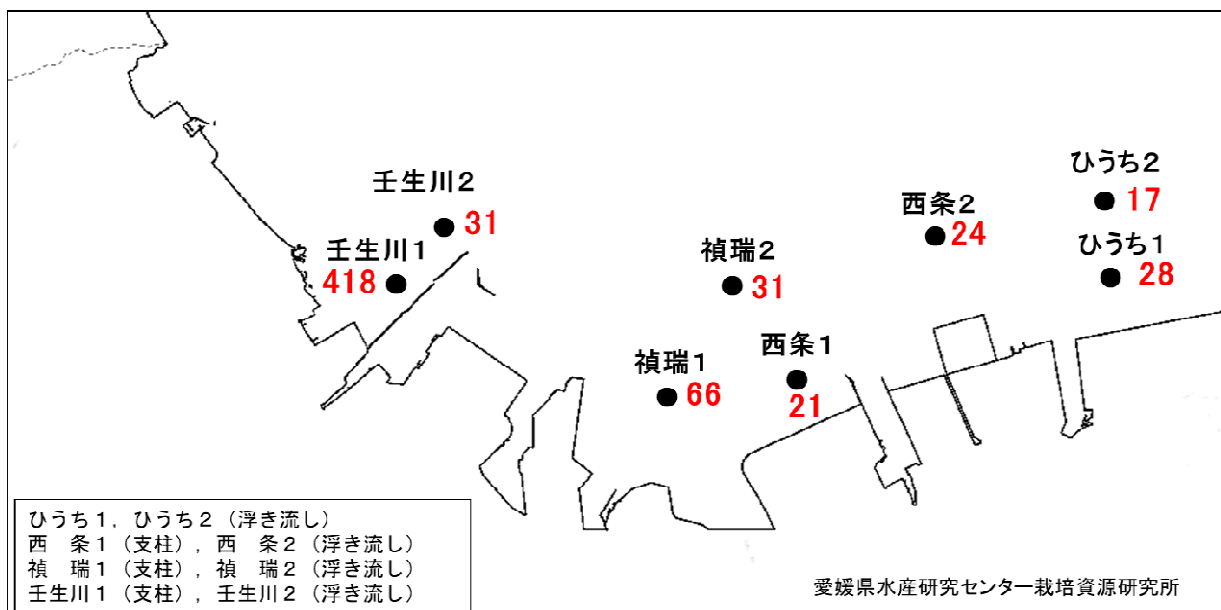 ひうち2
17
壬生川2
31
西条2
24
ひうち1
28
壬生川1
418
禎瑞2
31
西条1
21
禎瑞1
66
ひうち1，ひうち2（浮き流し）
西　条1（支柱），西　条2（浮き流し）
禎　瑞1（支柱），禎　瑞2（浮き流し）
壬生川1（支柱），壬生川2（浮き流し）
愛媛県水産研究センター栽培資源研究所